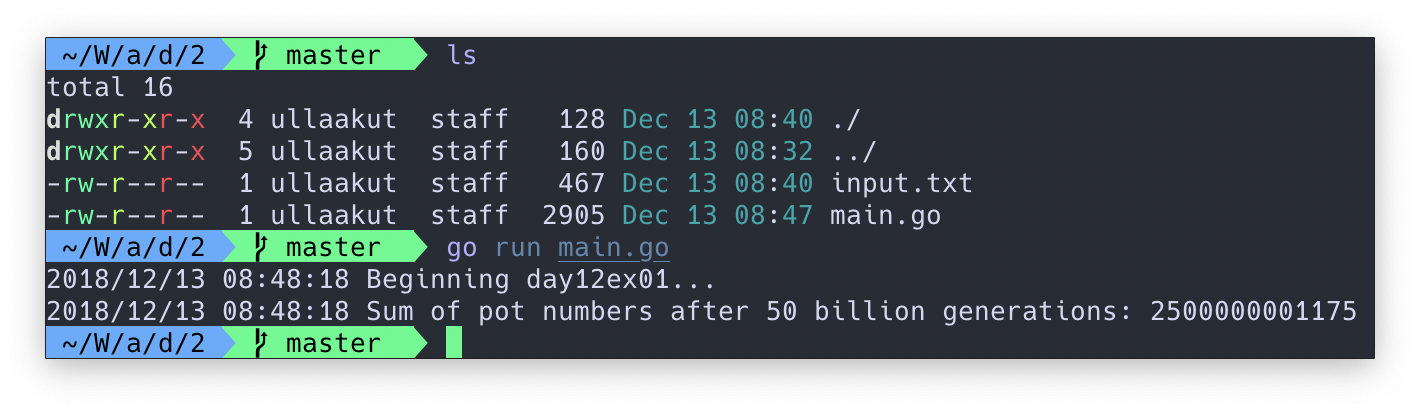 ~/W/a/d/2 master ls
total 16
drwxr-xr-x 4 ullaakut staff 128 Dec 13 08:40 ./
drwxr-xr-x 5 ullaakut staff 160 Dec 13 08:32 ../
-rw-r--r-- 1 ullaakut staff 467 Dec 13 08:40 input.txt
-rw-r--r-- 1 ullaakut staff 2905 Dec 13 08:47 main.go
~/W/a/d/2 master go run main.go
2018/12/13 08:48:18 Beginning day12ex01...
2018/12/13 08:48:18 Sum of pot numbers after 50 billion generations: 2500000001175
~/W/a/d/2 master